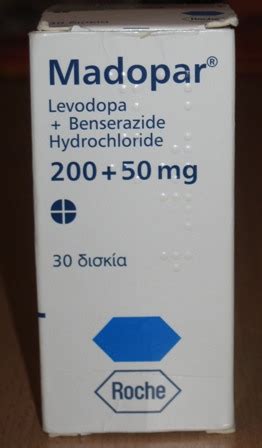 Madopar®
Levodopa
+ Benserazide
Hydrochloride
200 + 50 mg
30 δισκία
Roche